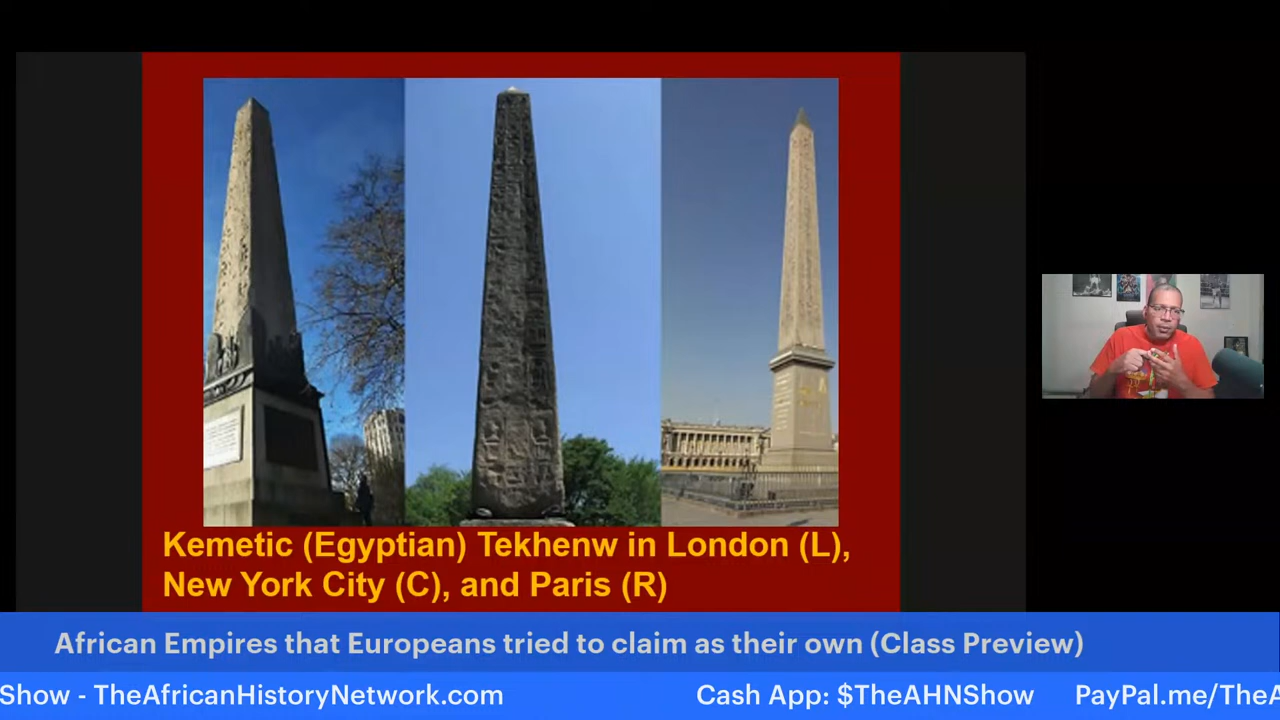 Kemetic (Egyptian) Tekhenw in London (L),
New York City (C), and Paris (R)
African Empires that Europeans tried to claim as their own (Class Preview)
Show - TheAfricanHistoryNetwork.com Cash App: $TheAHNShow PayPal.me/TheA